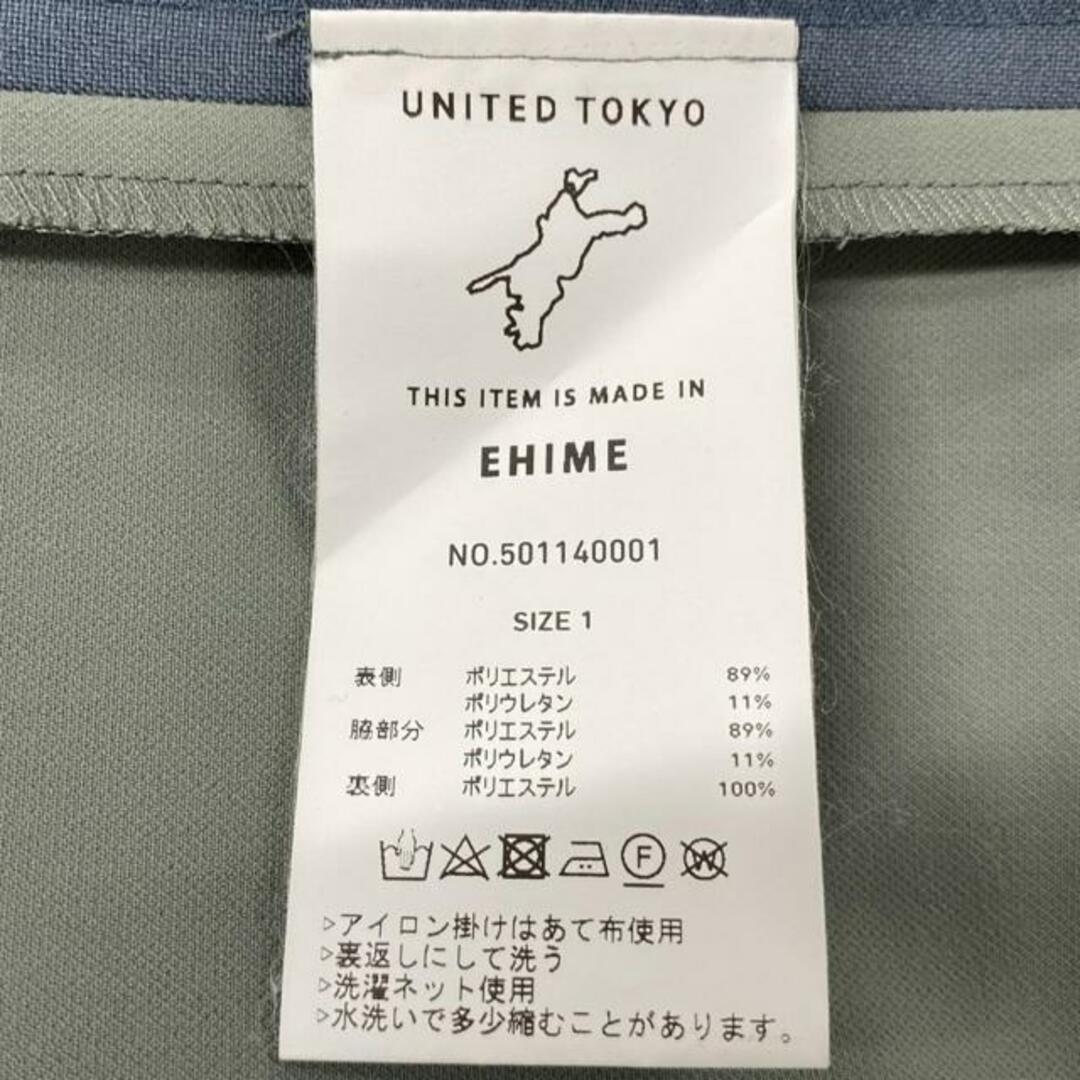 UNITED TOKYO
THIS ITEM IS MADE IN
EHIME
NO.501140001
SIZE 1
表側 ポリエステル 89%
ポリウレタン 11%
脇部分 ポリエステル 89%
ポリウレタン 11%
裏側 ポリエステル 100%
F W
▷アイロン掛けはあて布使用
▷裏返しにして洗う
▷洗濯ネット使用
▷水洗いで多少縮むことがあります。